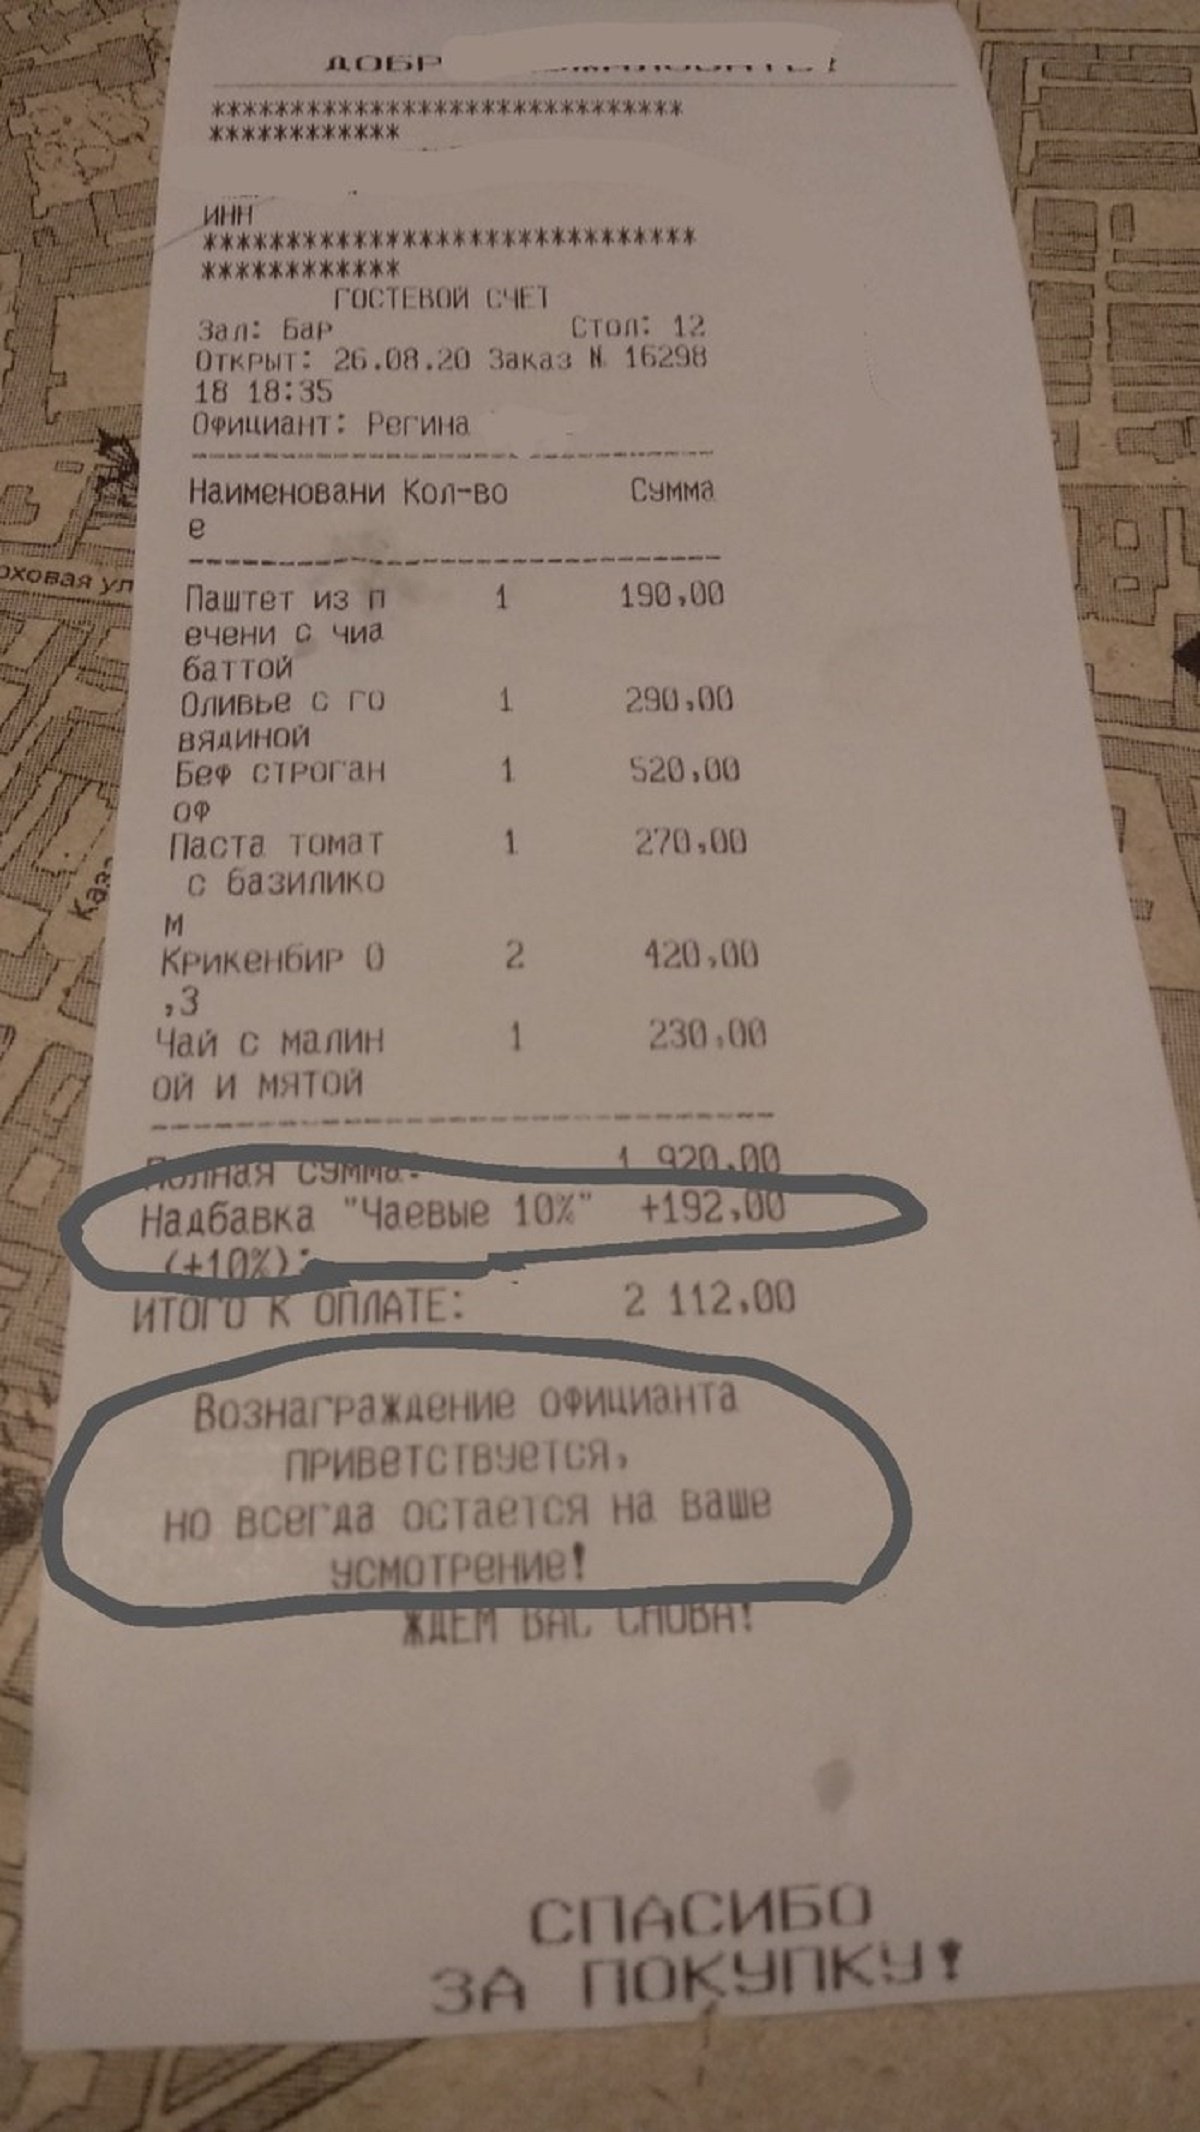 ДОБР
*******************************
************
ИНН
*******************************
************
ГОСТЕВОЙ СЧЕТ
Зал: Бар Стол: 12
Открыт: 26.08.20 Заказ № 16298
18 18:35
Официант: Регина
Наименовани Кол-во Сумма
е
Паштет из п 1 190,00
ечени с чиа
баттой
Оливье с го 1 290,00
вядиной
Беф строган 1 520,00
оф
Паста томат 1 270,00
с базилико
м
Крикенбир 0 2 420,00
,3
Чай с малин 1 230,00
ой и мятой
Полная сумма: 1 920,00
Надбавка "Чаевые 10%" +192,00
(+10%):
ИТОГО К ОПЛАТЕ: 2 112,00
Вознаграждение официанта
приветствуется,
но всегда остается на ваше
усмотрение!
ЖДЕМ ВАС СНОВА!
СПАСИБО
ЗА ПОКУПКУ!